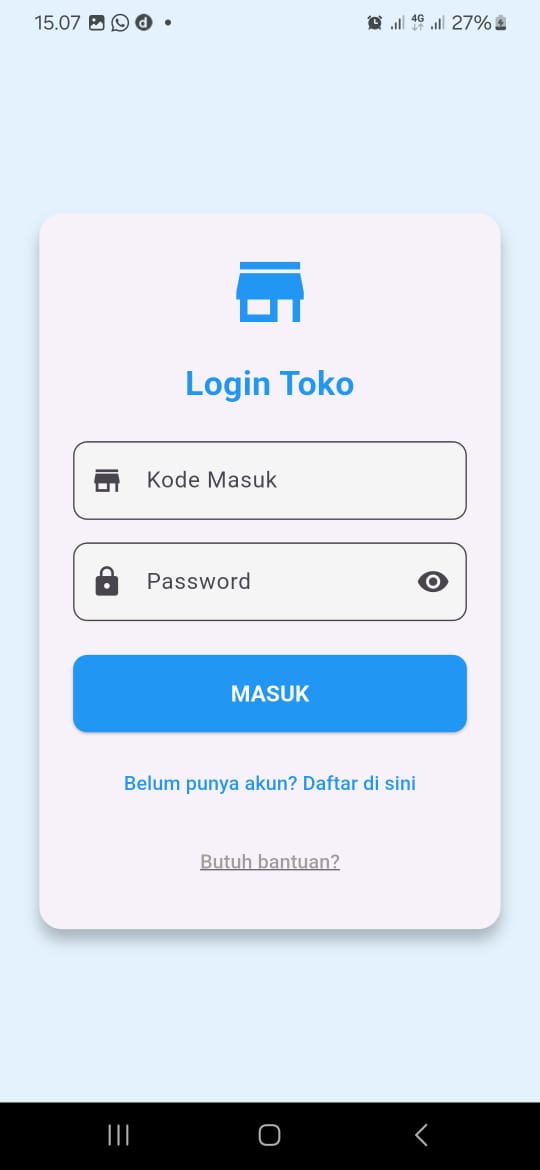 15.07
4G
27%
Login Toko
Kode Masuk
Password
MASUK
Belum punya akun? Daftar di sini
Butuh bantuan?